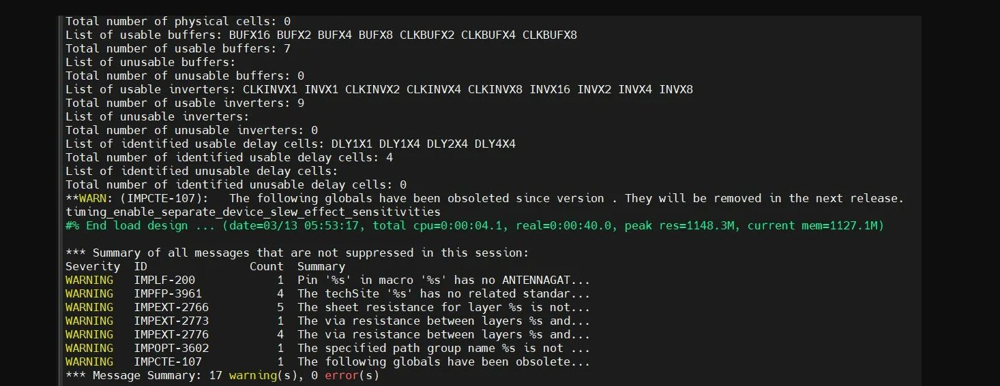 Total number of physical cells: 0
List of usable buffers: BUFX16 BUFX2 BUFX4 BUFX8 CLKBUFX2 CLKBUFX4 CLKBUFX8
Total number of usable buffers: 7
List of unusable buffers:
Total number of unusable buffers: 0
List of usable inverters: CLKINVX1 INVX1 CLKINVX2 CLKINVX4 CLKINVX8 INVX16 INVX2 INVX4 INVX8
Total number of usable inverters: 9
List of unusable inverters:
Total number of unusable inverters: 0
List of identified usable delay cells: DLY1X1 DLY1X4 DLY2X4 DLY4X4
Total number of identified usable delay cells: 4
List of identified unusable delay cells:
Total number of identified unusable delay cells: 0
**WARN: (IMPCTE-107):   The following globals have been obsoleted since version . They will be removed in the next release.
timing_enable_separate_device_slew_effect_sensitivities
#% End load design ... (date=03/13 05:53:17, total cpu=0:00:04.1, real=0:00:40.0, peak res=1148.3M, current mem=1127.1M)
*** Summary of all messages that are not suppressed in this session:
Severity  ID               Count  Summary
WARNING   IMPLF-200            1  Pin '%s' in macro '%s' has no ANTENNAGAT...
WARNING   IMPFP-3961           4  The techSite '%s' has no related standar...
WARNING   IMPEXT-2766          5  The sheet resistance for layer %s is not...
WARNING   IMPEXT-2773          1  The via resistance between layers %s and...
WARNING   IMPEXT-2776          4  The via resistance between layers %s and...
WARNING   IMPOPT-3602          1  The specified path group name %s is not ...
WARNING   IMPCTE-107           1  The following globals have been obsolete...
*** Message Summary: 17 warning(s), 0 error(s)